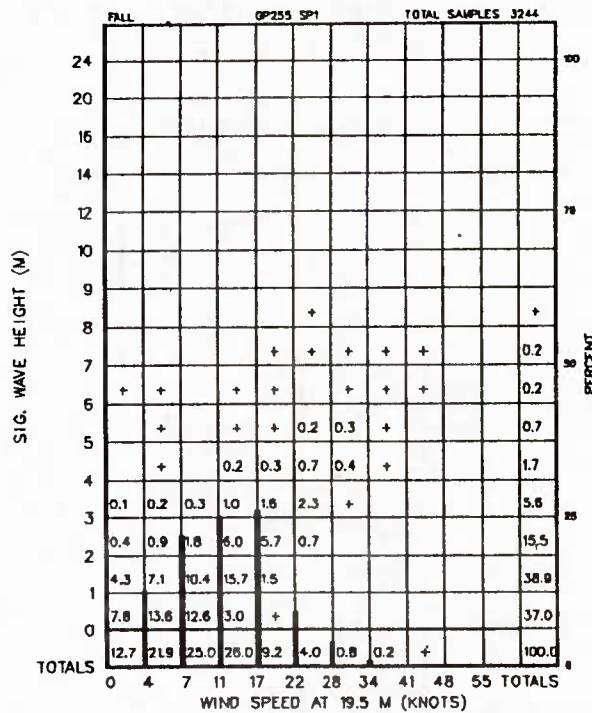 FALL GP255 SP1 TOTAL SAMPLES 3244
24 100
20
16
14
12 75
10
9
8 +
+ + + + + 0.2
7 50
+ + + + + + 0.2
6
+ + + 0.2 0.3 + 0.7
5
+ 0.2 0.3 0.7 0.4 + 1.7
4
0.1 0.2 0.3 1.0 1.6 2.3 + 5.6
3 25
0.4 0.9 1.8 6.0 5.7 0.7 15.5
2
4.3 7.1 10.4 15.7 1.5 38.9
1
7.8 13.6 12.6 3.0 + 37.0
0
12.7 21.9 25.0 26.0 9.2 4.0 0.8 0.2 + 100.0
TOTALS 0
0 4 7 11 17 22 28 34 41 48 55 TOTALS
WIND SPEED AT 19.5 M (KNOTS)
SIG. WAVE HEIGHT (M)
PERCENT